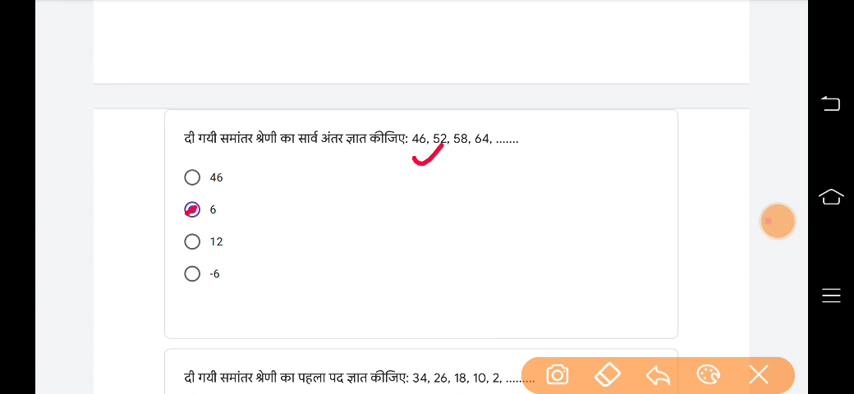 दी गयी समांतर श्रेणी का सार्व अंतर ज्ञात कीजिए: 46, 52, 58, 64, .......
46
6
12
-6
दी गयी समांतर श्रेणी का पहला पद ज्ञात कीजिए: 34, 26, 18, 10, 2, .........